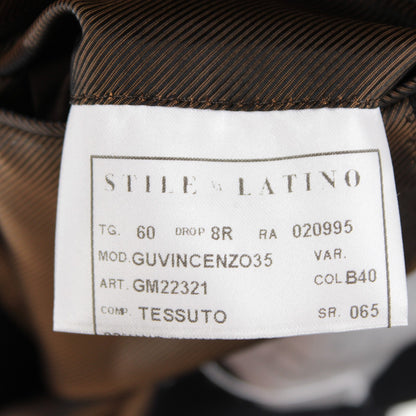 STILE LATINO
TG. 60 DROP 8R RA 020995
MOD. GUVINCENZO35 VAR.
ART. GM22321 COL B40
COMP. TESSUTO SR. 065